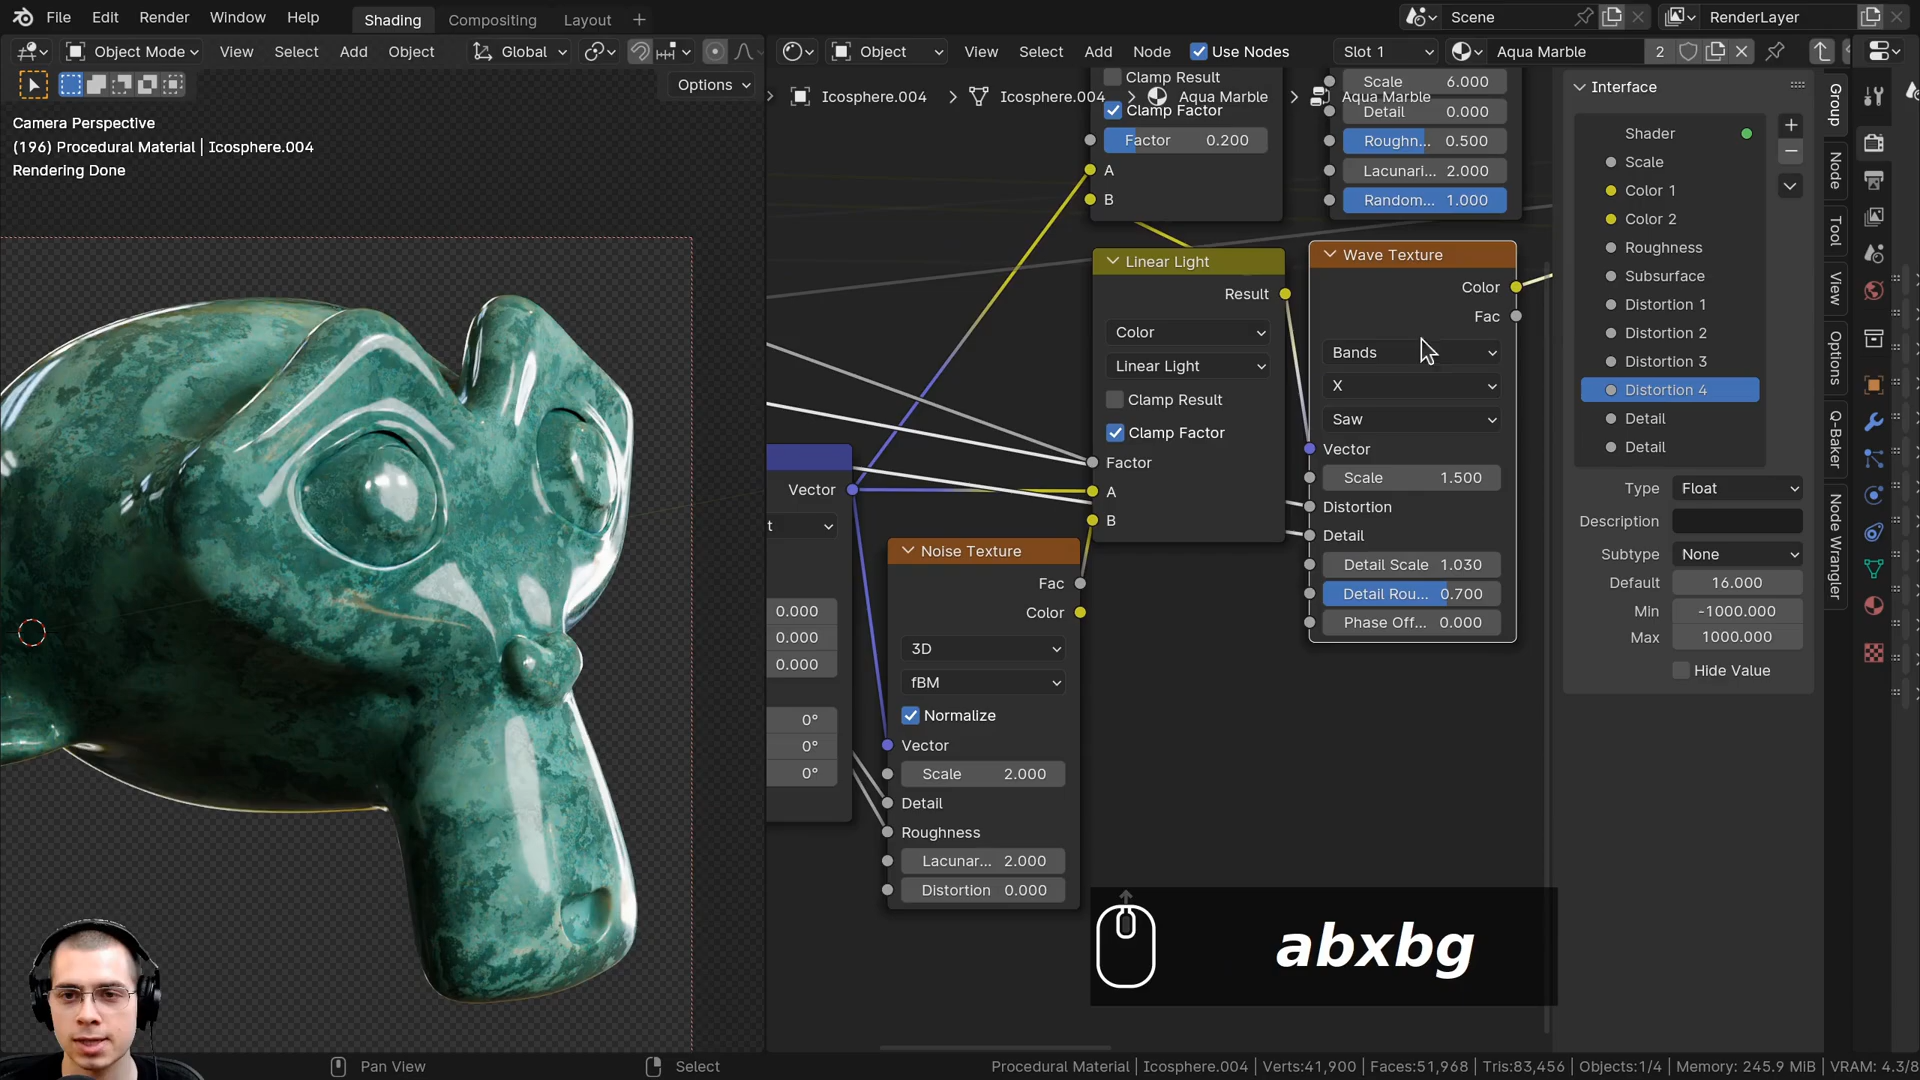 File Edit Render Window Help Shading Compositing Layout Scene RenderLayer
Object Mode View Select Add Object Global Object View Select Add Node Use Nodes Slot 1 Aqua Marble 2
Options
Camera Perspective
(196) Procedural Material | Icosphere.004
Rendering Done
Icosphere.004 Icosphere.004 Aqua Marble Aqua Marble
Clamp Result
Clamp Factor
Factor 0.200
A
B
Scale 6.000
Detail 0.000
Roughn... 0.500
Lacunari... 2.000
Random... 1.000
Linear Light
Result
Color
Linear Light
Clamp Result
Clamp Factor
Factor
A
B
Wave Texture
Color
Fac
Bands
X
Saw
Vector
Scale 1.500
Distortion
Detail
Detail Scale 1.030
Detail Rou... 0.700
Phase Off... 0.000
Vector
t
0.000
0.000
0.000
0°
0°
0°
Noise Texture
Fac
Color
3D
fBM
Normalize
Vector
Scale 2.000
Detail
Roughness
Lacunar... 2.000
Distortion 0.000
Interface
Shader
Scale
Color 1
Color 2
Roughness
Subsurface
Distortion 1
Distortion 2
Distortion 3
Distortion 4
Detail
Detail
Type Float
Description
Subtype None
Default 16.000
Min -1000.000
Max 1000.000
Hide Value
Group
Node
Tool
View
Options
Q-Baker
Node Wrangler
abxbg
Pan View Select Procedural Material | Icosphere.004 | Verts:41,900 | Faces:51,968 | Tris:83,456 | Objects:1/4 | Memory: 245.9 MiB | VRAM: 4.3/8